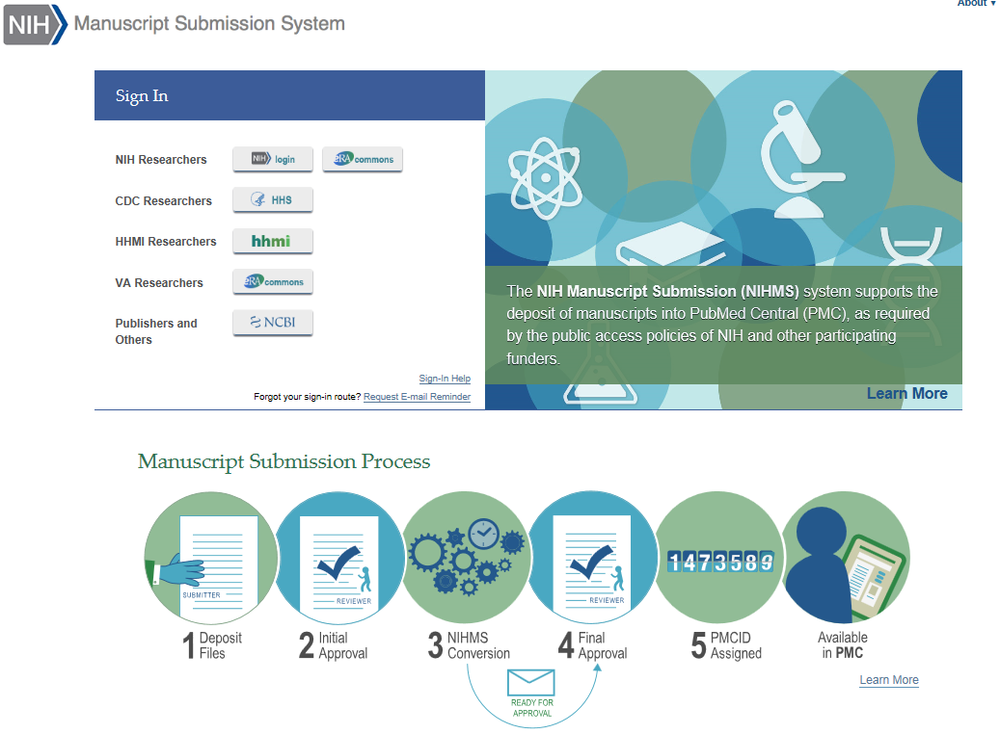 About ▾
NIH Manuscript Submission System
Sign In
NIH Researchers NIH login eRA commons
CDC Researchers HHS
HHMI Researchers hhmi
VA Researchers eRA commons
Publishers and Others NCBI
Sign-In Help
Forgot your sign-in route? Request E-mail Reminder
The NIH Manuscript Submission (NIHMS) system supports the
deposit of manuscripts into PubMed Central (PMC), as required
by the public access policies of NIH and other participating
funders.
Learn More
Manuscript Submission Process
SUBMITTER
REVIEWER
REVIEWER
1473589
1 Deposit Files
2 Initial Approval
3 NIHMS Conversion
4 Final Approval
5 PMCID Assigned
Available in PMC
READY FOR
APPROVAL
Learn More